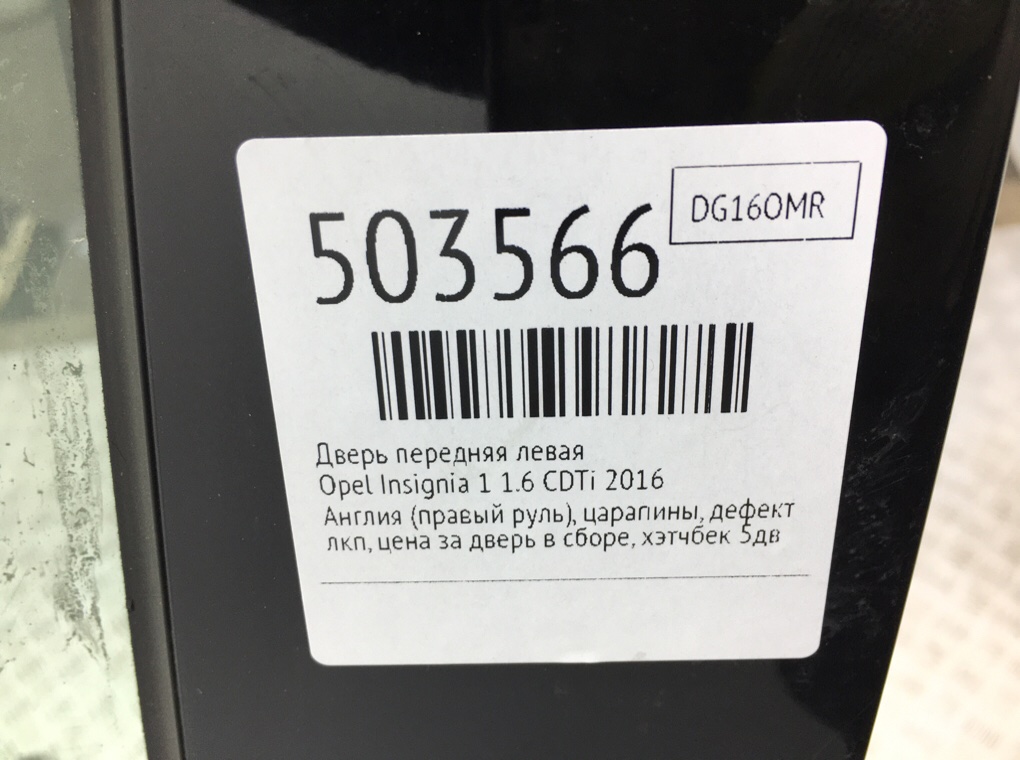 DG16OMR
503566
Дверь передняя левая
Opel Insignia 1 1.6 CDTi 2016
Англия (правый руль), царапины, дефект
лкп, цена за дверь в сборе, хэтчбек 5дв